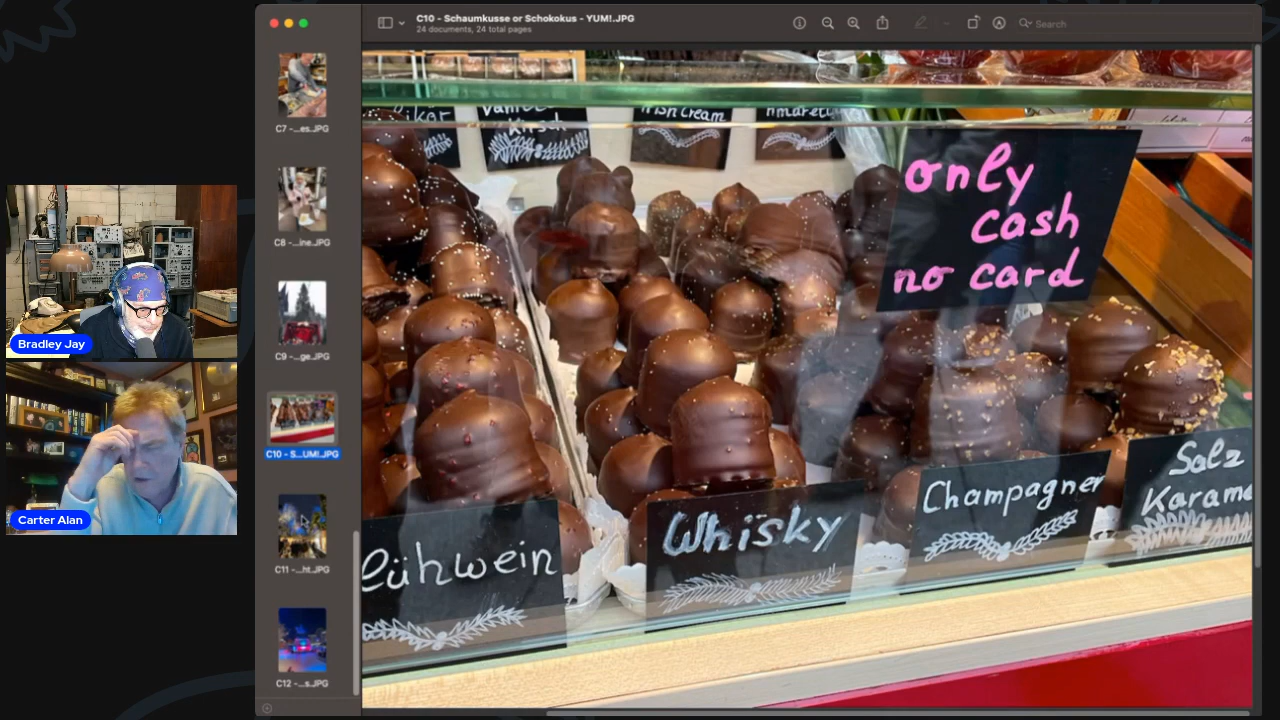 C10 - Schaumkusse or Schokokus - YUM!.JPG
24 documents, 24 total pages
Search
C7 -...es.JPG
C8 -...ine.JPG
C9 -...ge.JPG
C10 - S...UM!.JPG
C11 -...ht.JPG
C12 -...s.JPG
Bradley Jay
Carter Alan
only
cash
no card
ühwein
Whisky
Champagner
Salz
Karame